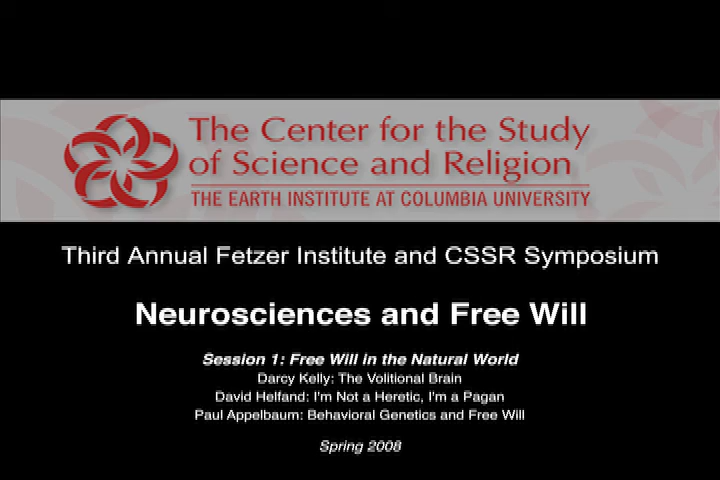 The Center for the Study
of Science and Religion
THE EARTH INSTITUTE AT COLUMBIA UNIVERSITY
Third Annual Fetzer Institute and CSSR Symposium
Neurosciences and Free Will
Session 1: Free Will in the Natural World
Darcy Kelly: The Volitional Brain
David Helfand: I'm Not a Heretic, I'm a Pagan
Paul Appelbaum: Behavioral Genetics and Free Will
Spring 2008